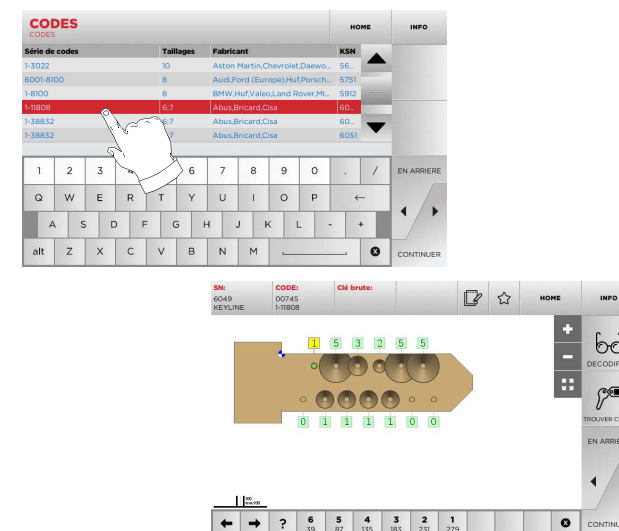 CODES HOME INFO
CODES
Série de codes Taillages Fabricant KSN
1-3022 10 Aston Martin,Chevrolet,Daewo... 56...
6001-8100 8 Audi,Ford (Europe),Huf,Porsch... 5751
1-8100 8 BMW,Huf,Valeo,Land Rover,MI... 5912
1-11808 6;7 Abus,Bricard,Cisa 60...
1-38832 6;7 Abus,Bricard,Cisa 60...
1-38832 Abus,Bricard,Cisa 6051
1 2 3 6 7 8 9 0 . / EN ARRIERE
Q W E R T Y U I O P ←
A S D F G H J K L - +
alt Z X C V B N M CONTINUER
SN: CODE: Clé brute:
6049 00745 HOME INFO
KEYLINE 1-11808
1 5 3 2 5 5
DECODIF
TROUVER C
0 1 1 1 1 0 0
EN ARRIE
← → ? 6 5 4 3 2 1 CONTINU
39 87 135 183 231 279